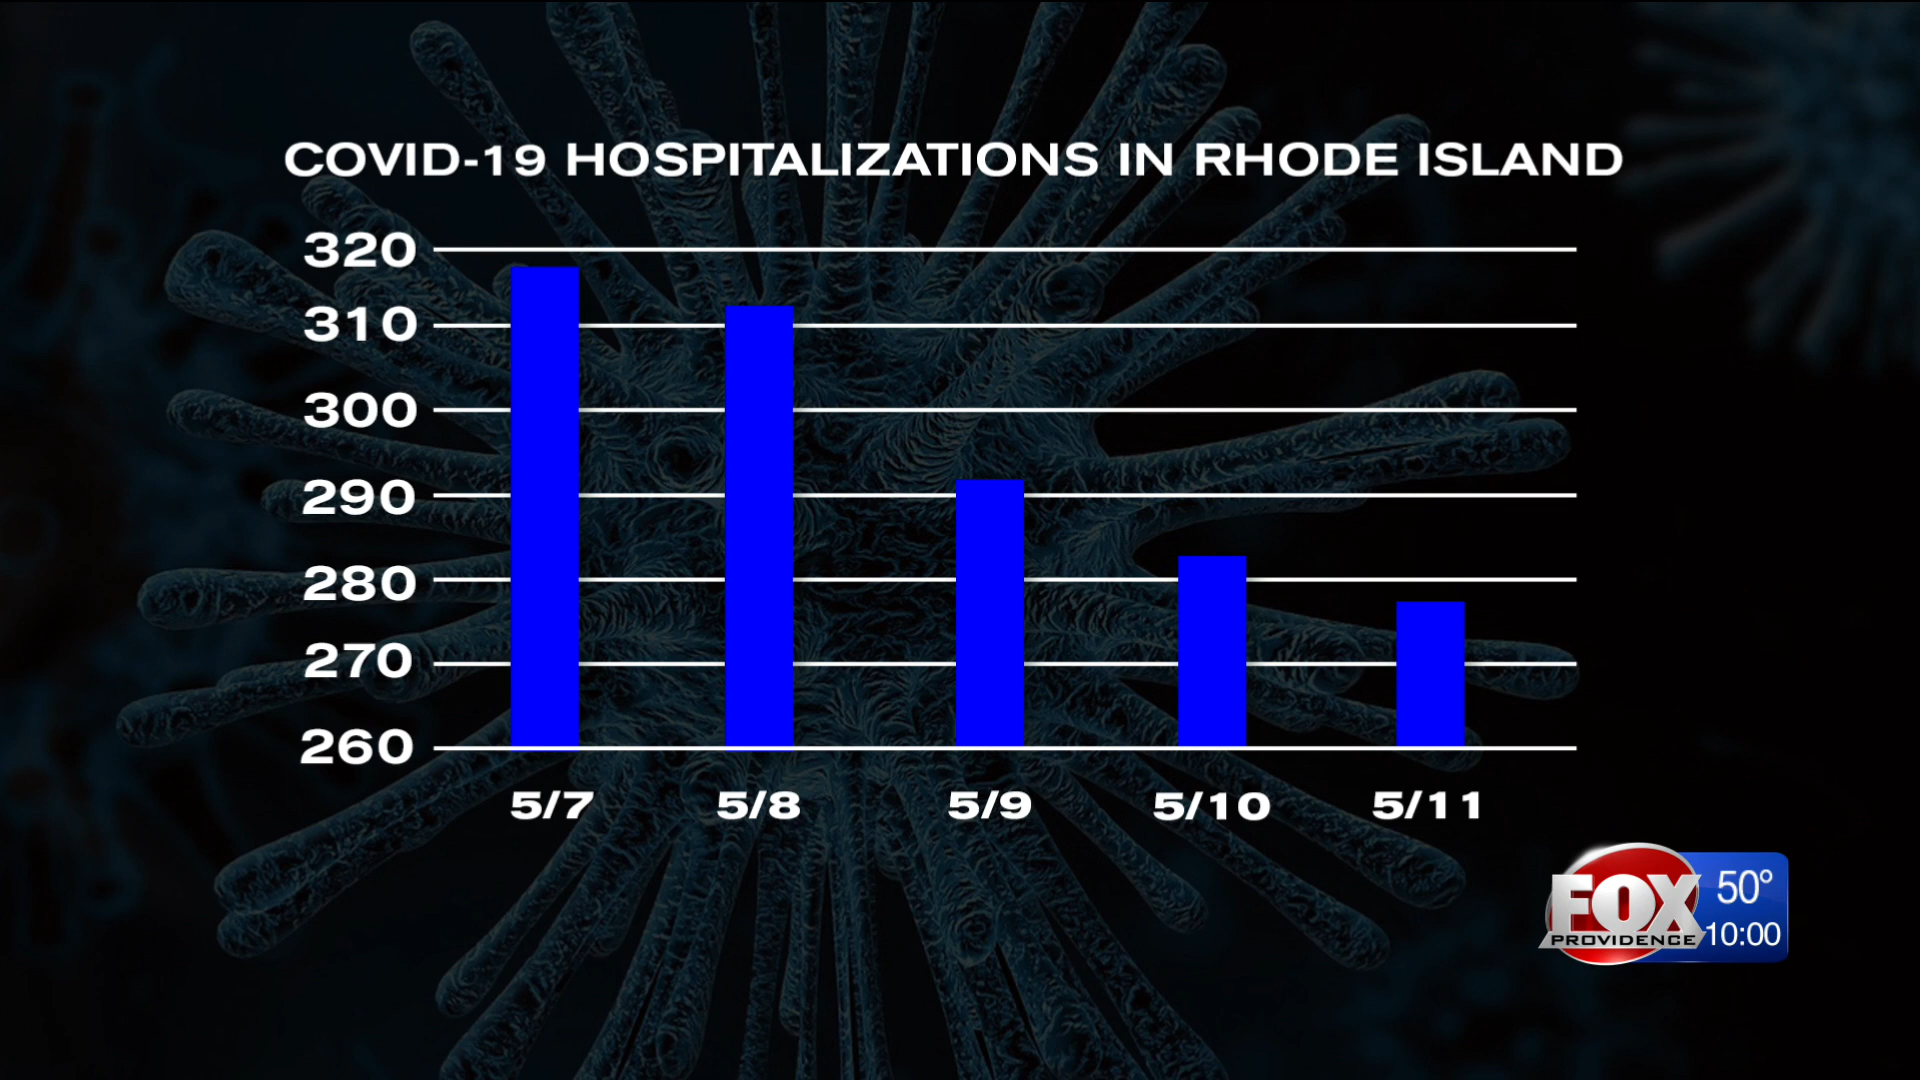 COVID-19 HOSPITALIZATIONS IN RHODE ISLAND
320
310
300
290
280
270
260
5/7 5/8 5/9 5/10 5/11
FOX 50°
PROVIDENCE 10:00